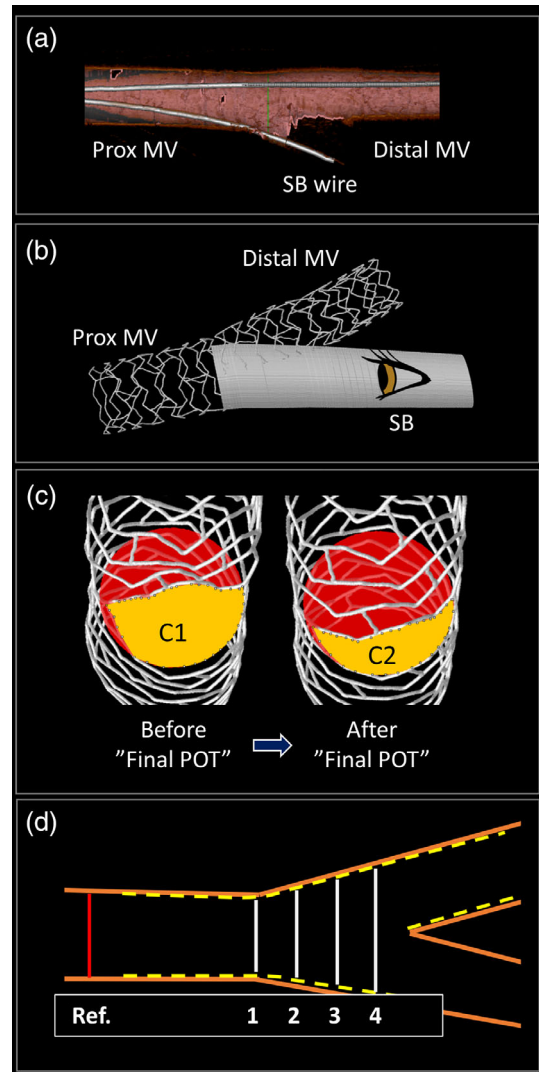 (a)
Prox MV
Distal MV
SB wire
(b)
Distal MV
Prox MV
SB
(c)
C1
C2
Before
”Final POT”
After
”Final POT”
(d)
Ref. 1 2 3 4